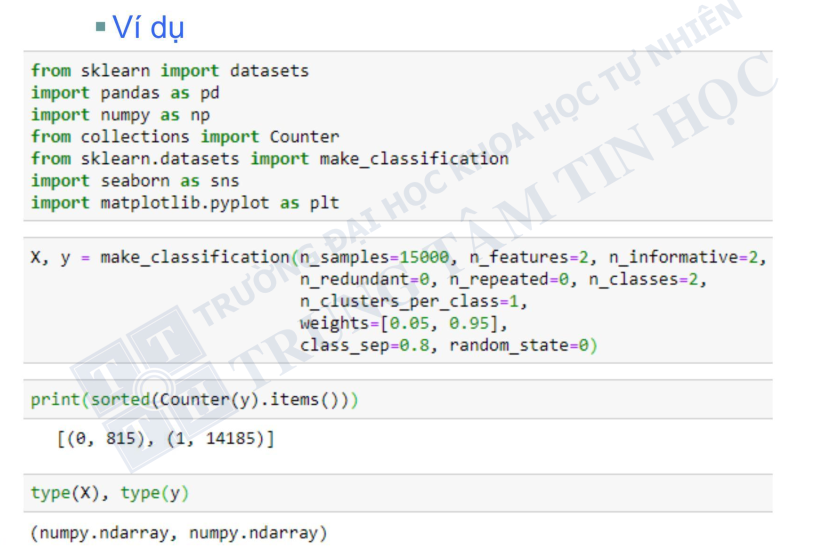 Ví dụ
from sklearn import datasets
import pandas as pd
import numpy as np
from collections import Counter
from sklearn.datasets import make_classification
import seaborn as sns
import matplotlib.pyplot as plt
X, y = make_classification(n_samples=15000, n_features=2, n_informative=2,
n_redundant=0, n_repeated=0, n_classes=2,
n_clusters_per_class=1,
weights=[0.05, 0.95],
class_sep=0.8, random_state=0)
print(sorted(Counter(y).items()))
[(0, 815), (1, 14185)]
type(X), type(y)
(numpy.ndarray, numpy.ndarray)
TRƯỜNG ĐẠI HỌC KHOA HỌC TỰ NHIÊN
TRUNG TÂM TIN HỌC
T T
T H